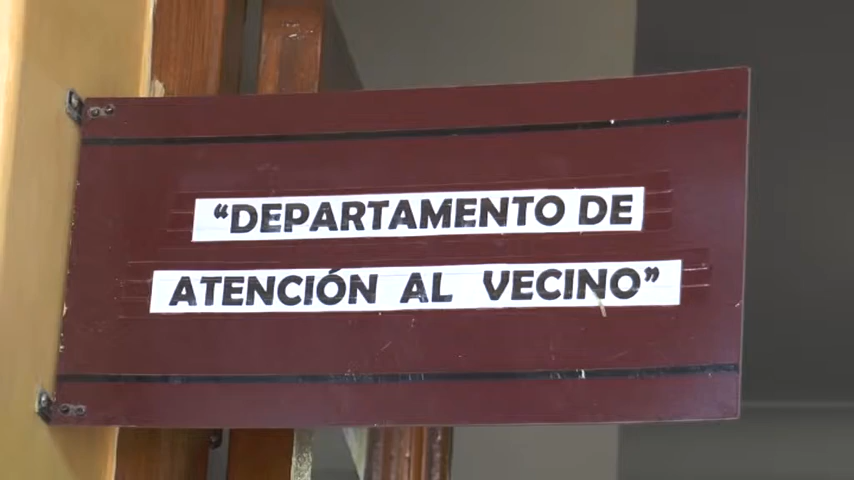 “DEPARTAMENTO DE
ATENCIÓN AL VECINO”